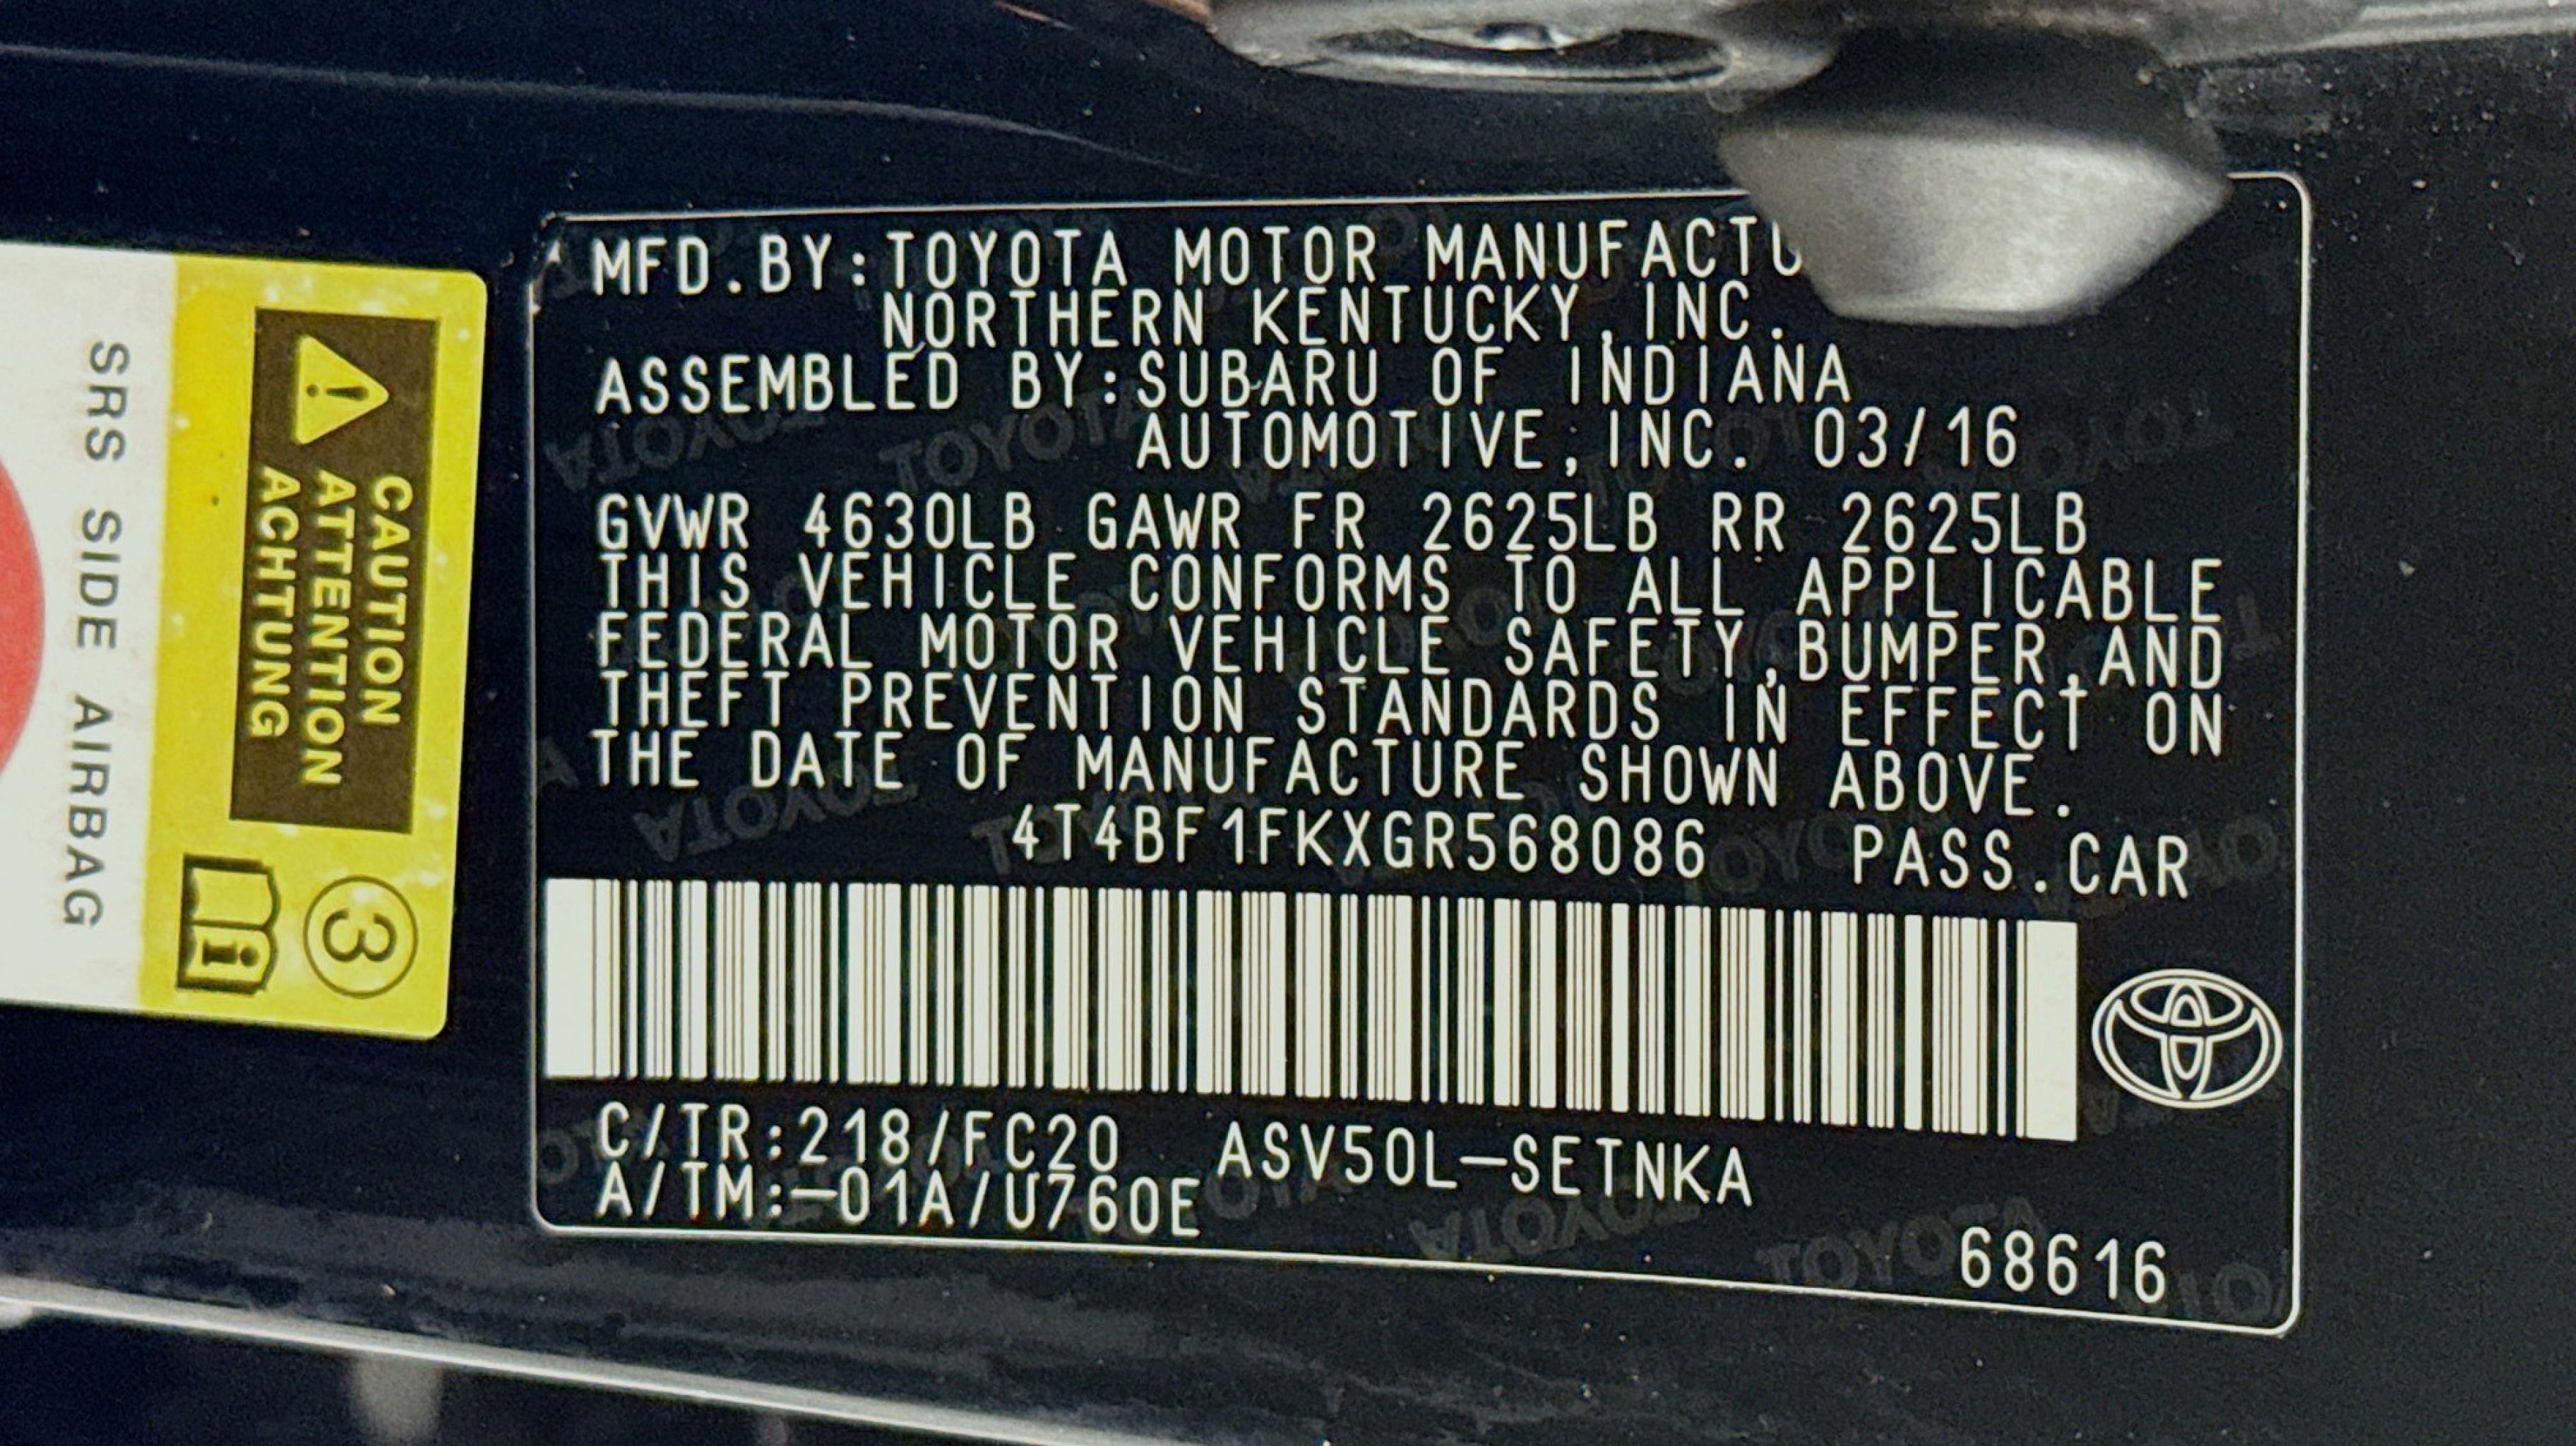 MFD.BY:TOYOTA MOTOR
NORTHERN KENTUCKY,INC.
ASSEMBLED BY:SUBARU OF INDIANA
AUTOMOTIVE,INC. 03/16
GVWR 4630LB GAWR FR 2625LB RR 2625LB
THIS VEHICLE CONFORMS TO ALL APPLICABLE
FEDERAL MOTOR VEHICLE SAFETY,BUMPER,AND
THEFT PREVENTION STANDARDS IN EFFECT ON
THE DATE OF MANUFACTURE SHOWN ABOVE.
4T4BF1FKXGR568086 PASS.CAR
C/TR:218/FC20 ASV50L-SETNKA
A/TM:-01A/U760E
68616
CAUTION
ATTENTION
ACHTUNG
3
SRS SIDE AIRBAG